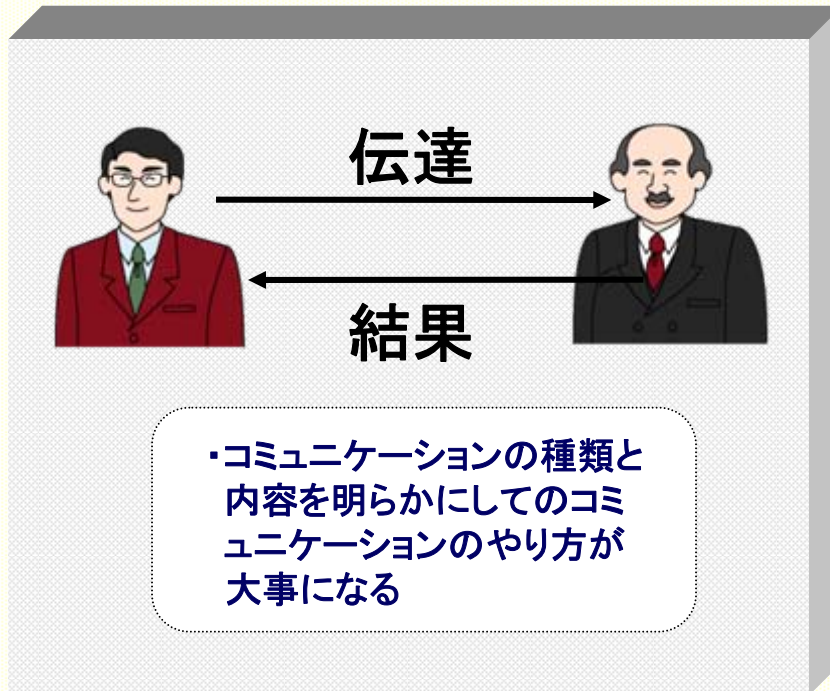 伝達
結果
・コミュニケーションの種類と
内容を明らかにしてのコミ
ュニケーションのやり方が
大事になる